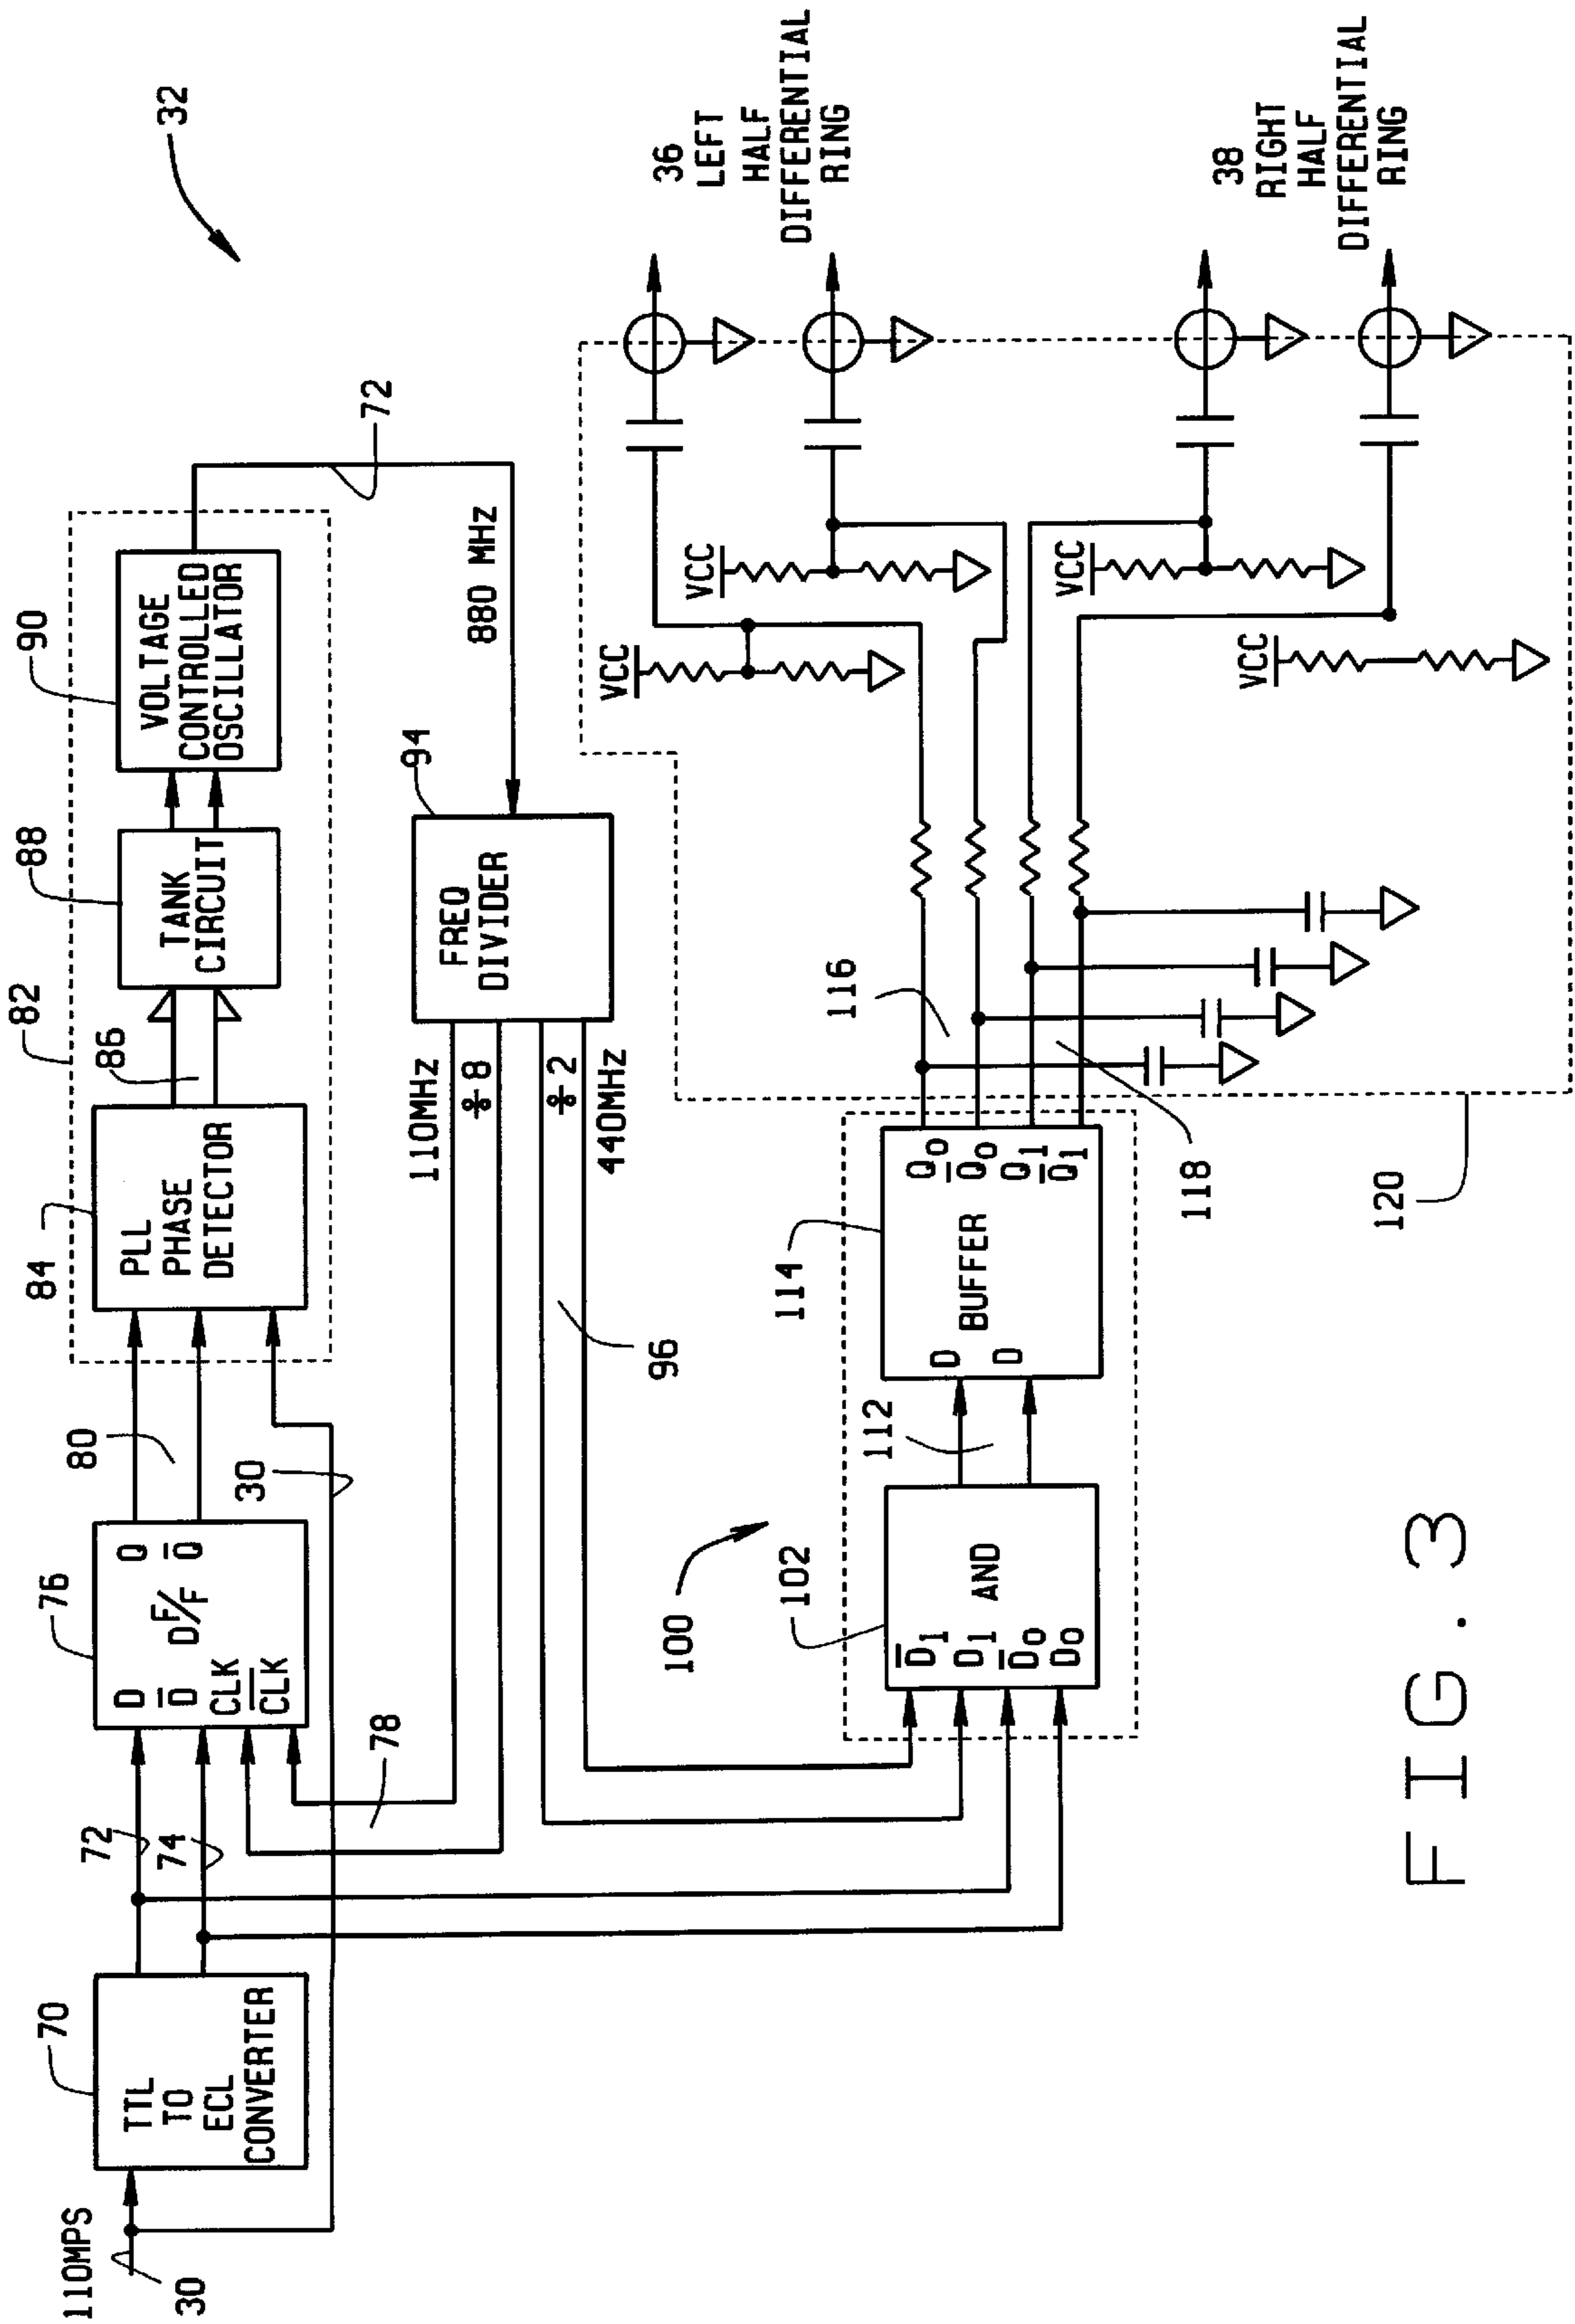 32
110MPS
30
70
TTL
TO
ECL
CONVERTER
72
74
76
D Q
D̅ D F/F Q̅
CLK
C̅L̅K̅
78
80
30
82
84
PLL
PHASE
DETECTOR
86
88
TANK
CIRCUIT
90
VOLTAGE
CONTROLLED
OSCILLATOR
72
880 MHz
94
FREQ
DIVIDER
110MHz
÷ 8
÷ 2
440MHz
96
100
102
D̅1
D1 AND
D̅0
D0
112
114
D
D
BUFFER
Q0
Q̅0
Q1
Q̅1
116
118
120
VCC
VCC
VCC
VCC
36
LEFT
HALF
DIFFERENTIAL
RING
38
RIGHT
HALF
DIFFERENTIAL
RING
FIG. 3